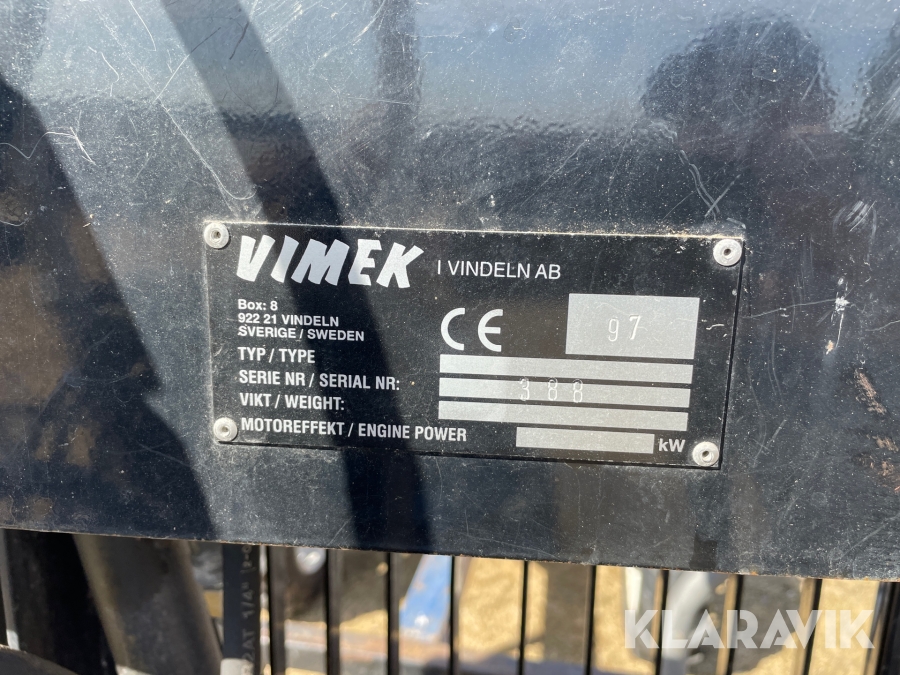 VIMEK I VINDELN AB
Box: 8
922 21 VINDELN
SVERIGE / SWEDEN
CE
97
TYP / TYPE
SERIE NR / SERIAL NR: 388
VIKT / WEIGHT:
MOTOREFFEKT / ENGINE POWER kW
KLARAVIK